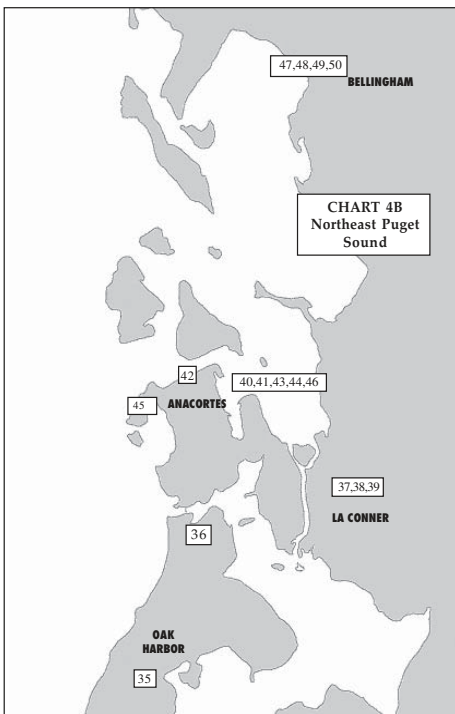 47,48,49,50
BELLINGHAM
CHART 4B
Northeast Puget
Sound
42
40,41,43,44,46
45
ANACORTES
37,38,39
LA CONNER
36
OAK
HARBOR
35